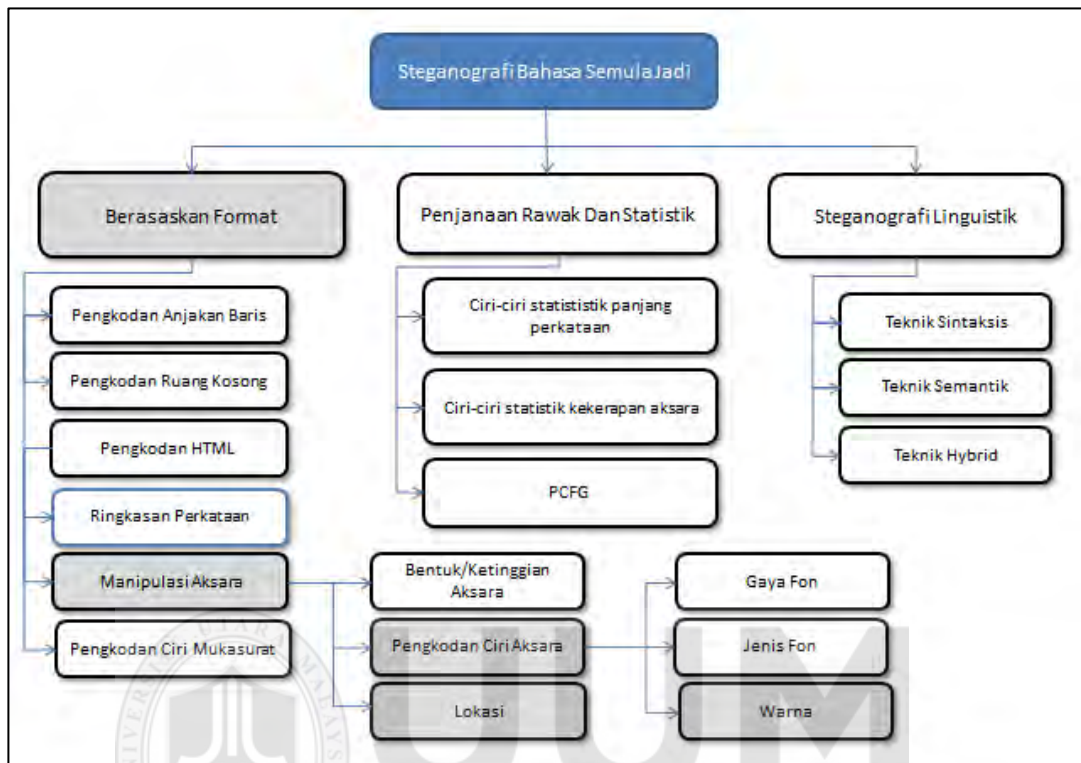 Steganografi Bahasa Semula Jadi
Berasaskan Format
Penjanaan Rawak Dan Statistik
Steganografi Linguistik
Pengkodan Anjakan Baris
Pengkodan Ruang Kosong
Pengkodan HTML
Ringkasan Perkataan
Manipulasi Aksara
Pengkodan Ciri Mukasurat
Ciri-ciri statististik panjang
perkataan
Ciri-ciri statistik kekerapan aksara
PCFG
Teknik Sintaksis
Teknik Semantik
Teknik Hybrid
Bentuk/Ketinggian
Aksara
Pengkodan Ciri Aksara
Lokasi
Gaya Fon
Jenis Fon
Warna
UUM